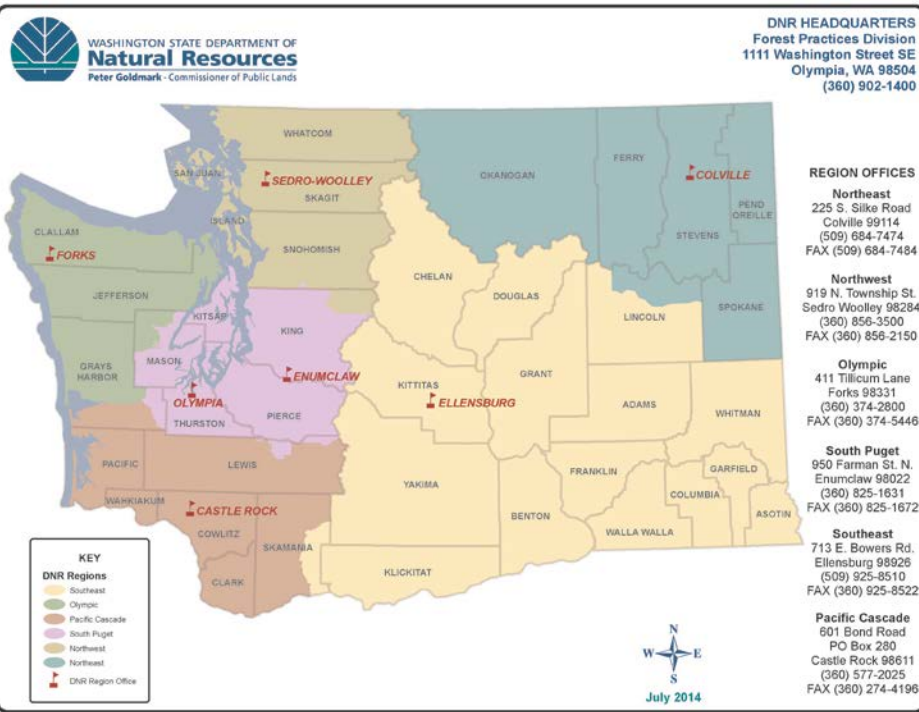 WASHINGTON STATE DEPARTMENT OF
Natural Resources
Peter Goldmark - Commissioner of Public Lands
DNR HEADQUARTERS
Forest Practices Division
1111 Washington Street SE
Olympia, WA 98504
(360) 902-1400
WHATCOM
SAN JUAN
SEDRO-WOOLLEY
SKAGIT
ISLAND
SNOHOMISH
OKANOGAN
FERRY
COLVILLE
PEND
OREILLE
STEVENS
CLALLAM
FORKS
JEFFERSON
KITSAP
KING
CHELAN
DOUGLAS
LINCOLN
SPOKANE
MASON
GRAYS
HARBOR
ENUMCLAW
OLYMPIA
THURSTON
PIERCE
KITTITAS
ELLENSBURG
GRANT
ADAMS
WHITMAN
PACIFIC
LEWIS
YAKIMA
FRANKLIN
GARFIELD
COLUMBIA
ASOTIN
WAHKIAKUM
CASTLE ROCK
COWLITZ
SKAMANIA
BENTON
WALLA WALLA
CLARK
KLICKITAT
REGION OFFICES
Northeast
225 S. Silke Road
Colville 99114
(509) 684-7474
FAX (509) 684-7484
Northwest
919 N. Township St.
Sedro Woolley 98284
(360) 856-3500
FAX (360) 856-2150
Olympic
411 Tillicum Lane
Forks 98331
(360) 374-2800
FAX (360) 374-5446
South Puget
950 Farman St. N.
Enumclaw 98022
(360) 825-1631
FAX (360) 825-1672
Southeast
713 E. Bowers Rd.
Ellensburg 98926
(509) 925-8510
FAX (360) 925-8522
Pacific Cascade
601 Bond Road
PO Box 280
Castle Rock 98611
(360) 577-2025
FAX (360) 274-4196
KEY
DNR Regions
Southeast
Olympic
Pacific Cascade
South Puget
Northwest
Northeast
DNR Region Office
N
W E
S
July 2014